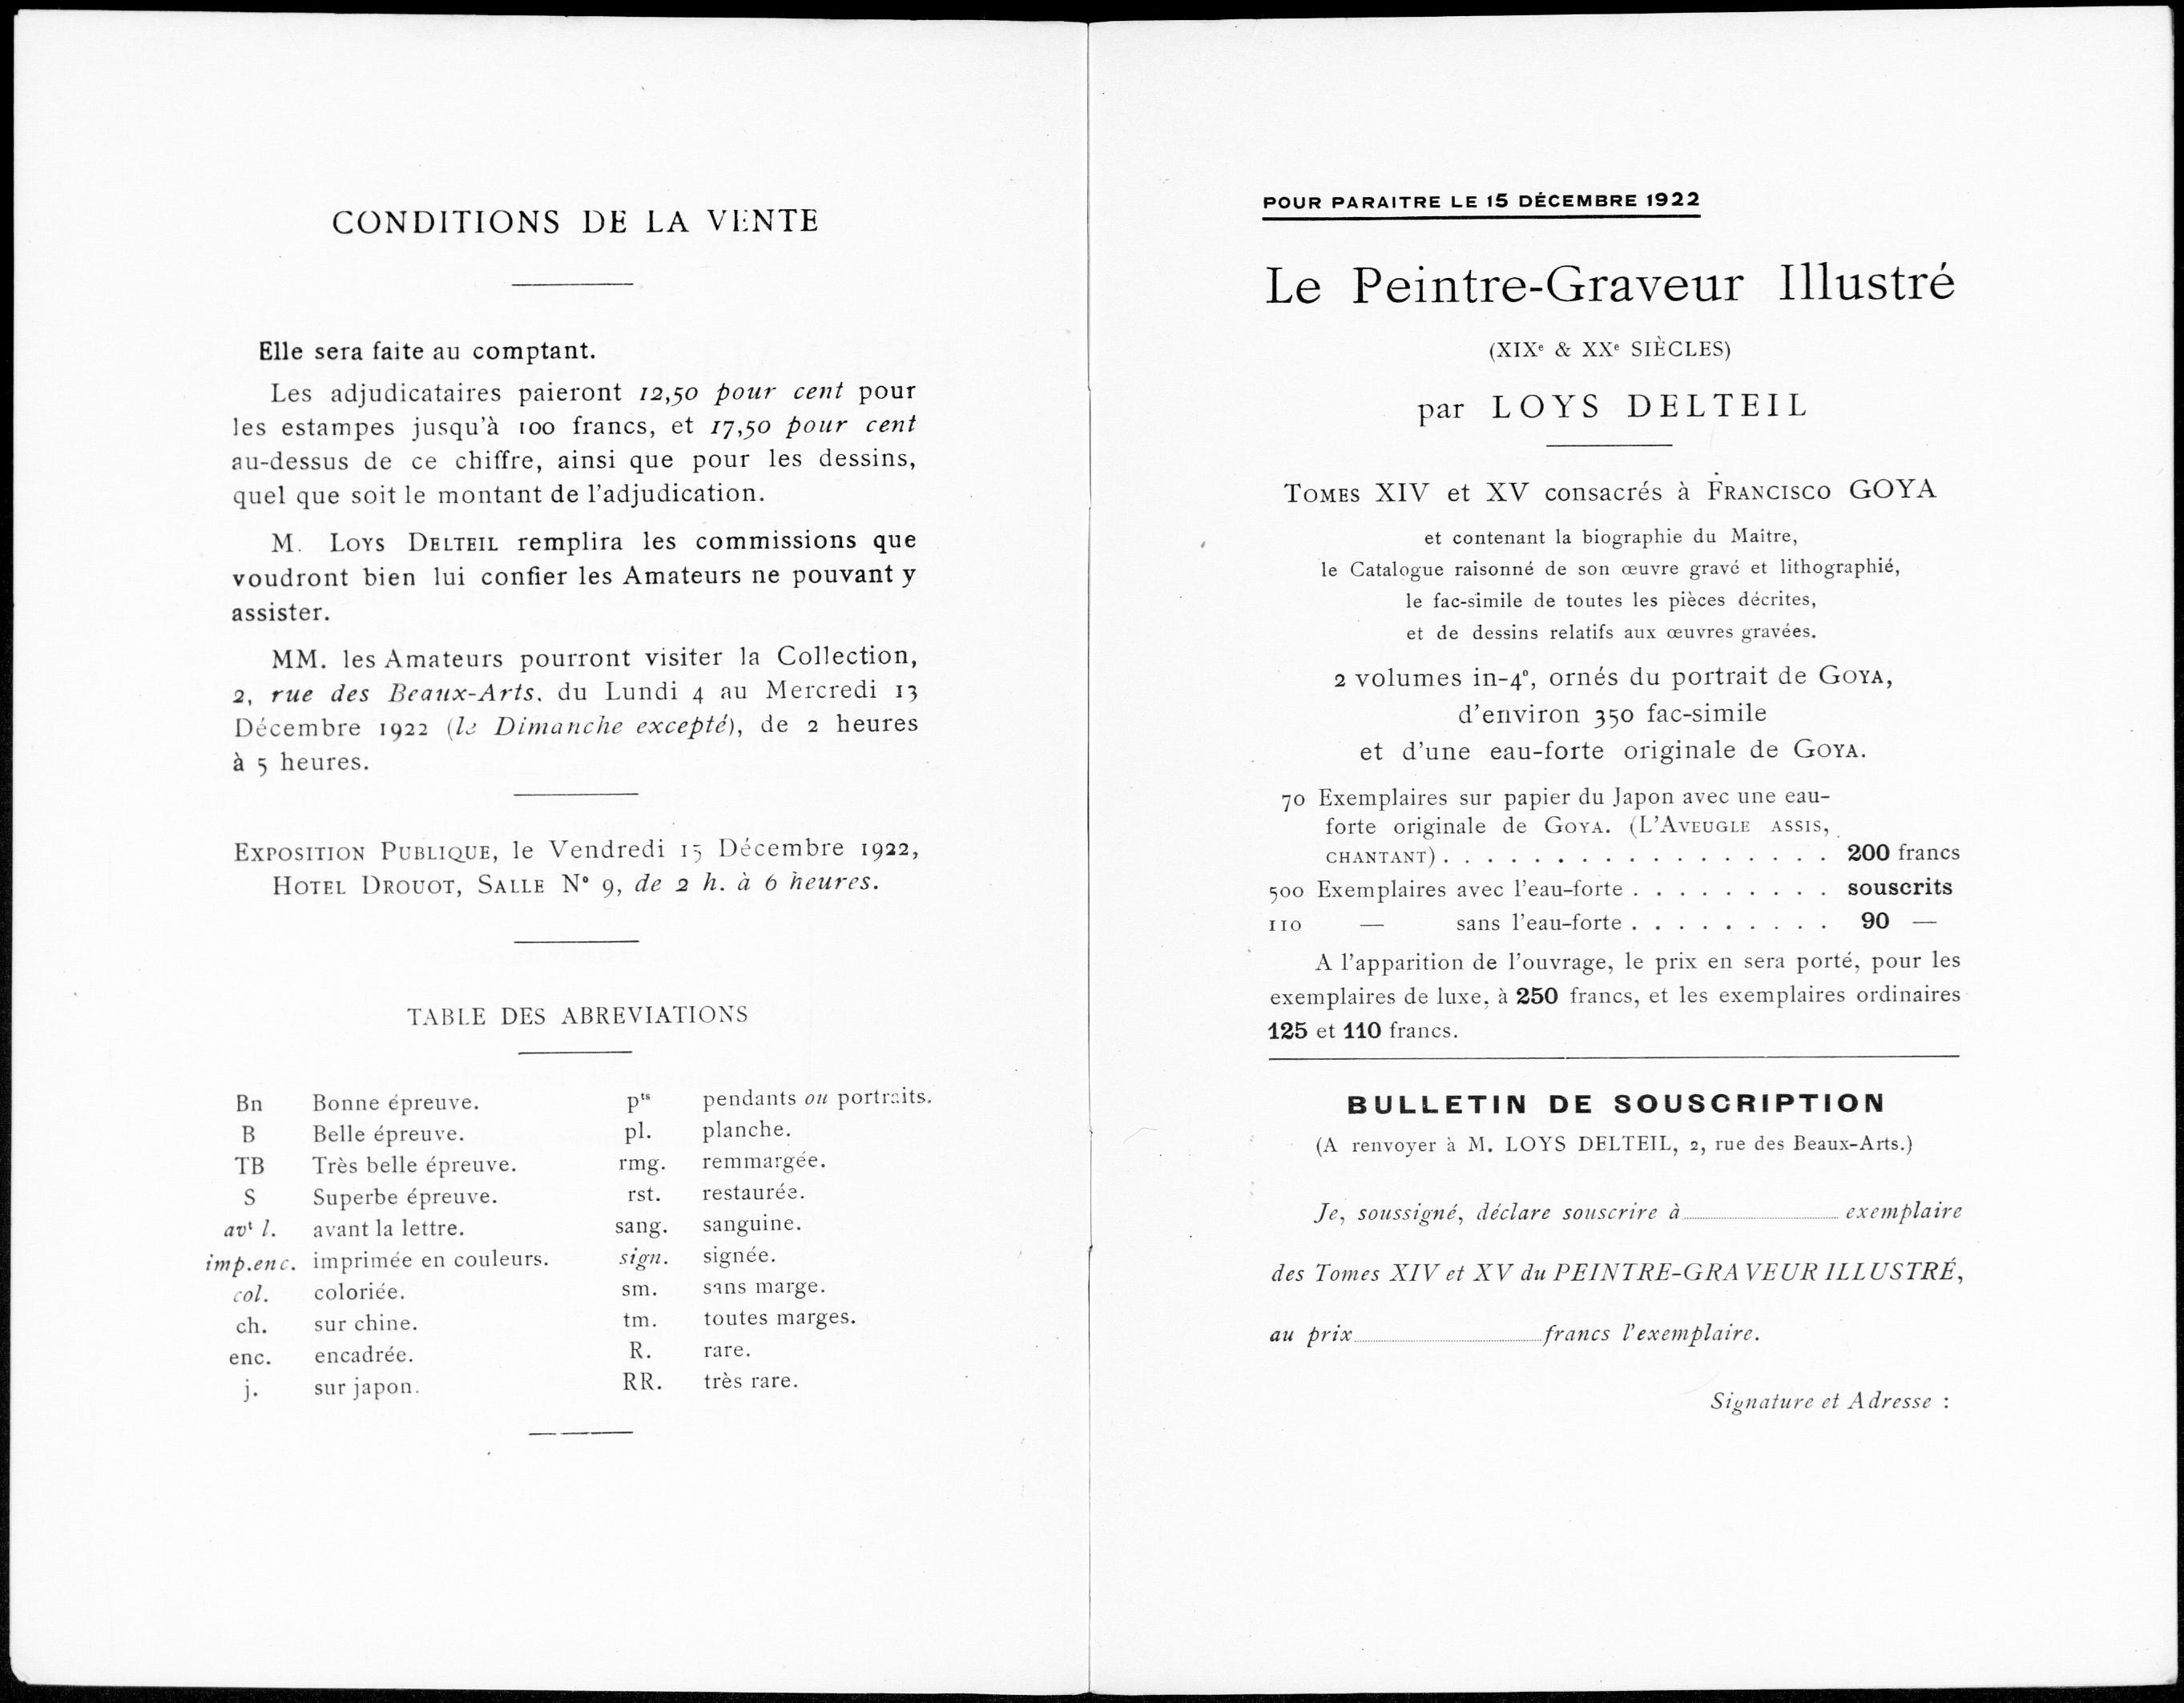 CONDITIONS DE LA VENTE
Elle sera faite au comptant.
Les adjudicataires paieront 12,50 pour cent pour
les estampes jusqu'à 100 francs, et 17,50 pour cent
au-dessus de ce chiffre, ainsi que pour les dessins,
quel que soit le montant de l'adjudication.
M. LOYS DELTEIL remplira les commissions que
voudront bien lui confier les Amateurs ne pouvant y
assister.
MM. les Amateurs pourront visiter la Collection,
2, rue des Beaux-Arts. du Lundi 4 au Mercredi 13
Décembre 1922 (le Dimanche excepté), de 2 heures
à 5 heures.
EXPOSITION PUBLIQUE, le Vendredi 15 Décembre 1922,
HOTEL DROUOT, SALLE N° 9, de 2 h. à 6 heures.
TABLE DES ABREVIATIONS
Bn Bonne épreuve.
B Belle épreuve.
TB Très belle épreuve.
S Superbe épreuve.
avt l. avant la lettre.
imp.enc. imprimée en couleurs.
col. coloriée.
ch. sur chine.
enc. encadrée.
j. sur japon.
pts pendants ou portraits.
pl. planche.
rmg. remmargée.
rst. restaurée.
sang. sanguine.
sign. signée.
sm. sans marge.
tm. toutes marges.
R. rare.
RR. très rare.
POUR PARAITRE LE 15 DÉCEMBRE 1922
Le Peintre-Graveur Illustré
(XIXe & XXe SIÈCLES)
par LOYS DELTEIL
TOMES XIV et XV consacrés à FRANCISCO GOYA
et contenant la biographie du Maître,
le Catalogue raisonné de son œuvre gravé et lithographié,
le fac-simile de toutes les pièces décrites,
et de dessins relatifs aux œuvres gravées.
2 volumes in-4°, ornés du portrait de GOYA,
d'environ 350 fac-simile
et d'une eau-forte originale de GOYA.
70 Exemplaires sur papier du Japon avec une eau-
forte originale de GOYA. (L'AVEUGLE ASSIS,
CHANTANT) . . . . . . . . . . . . . . . . . 200 francs
500 Exemplaires avec l'eau-forte . . . . . . . . . souscrits
110 — sans l'eau-forte . . . . . . . . . 90 —
A l'apparition de l'ouvrage, le prix en sera porté, pour les
exemplaires de luxe, à 250 francs, et les exemplaires ordinaires
125 et 110 francs.
BULLETIN DE SOUSCRIPTION
(A renvoyer à M. LOYS DELTEIL, 2, rue des Beaux-Arts.)
Je, soussigné, déclare souscrire à exemplaire
des Tomes XIV et XV du PEINTRE-GRAVEUR ILLUSTRÉ,
au prix francs l'exemplaire.
Signature et Adresse :